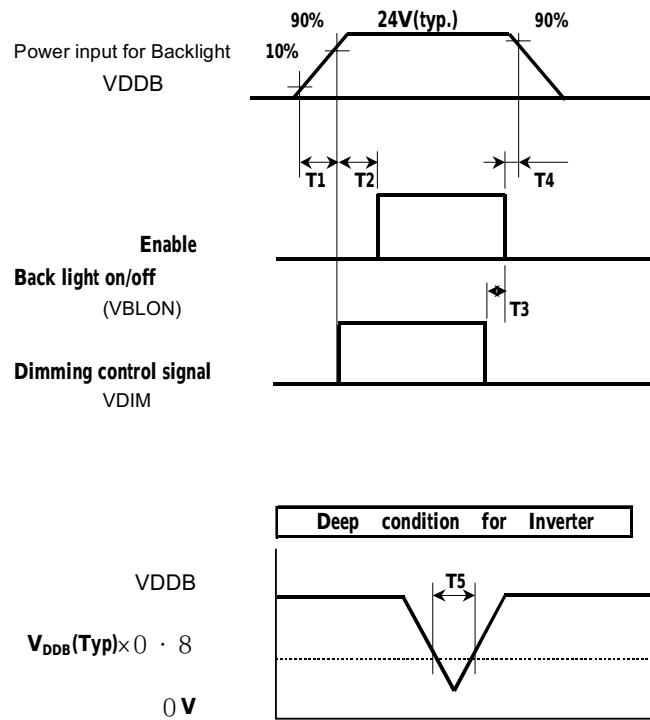 90% 24V(typ.) 90%
Power input for Backlight 10%
VDDB
T1 T2 T4
Enable
Back light on/off
(VBLON)
T3
Dimming control signal
VDIM
Deep condition for Inverter
VDDB
T5
VDDB(Typ)×0・8
0V